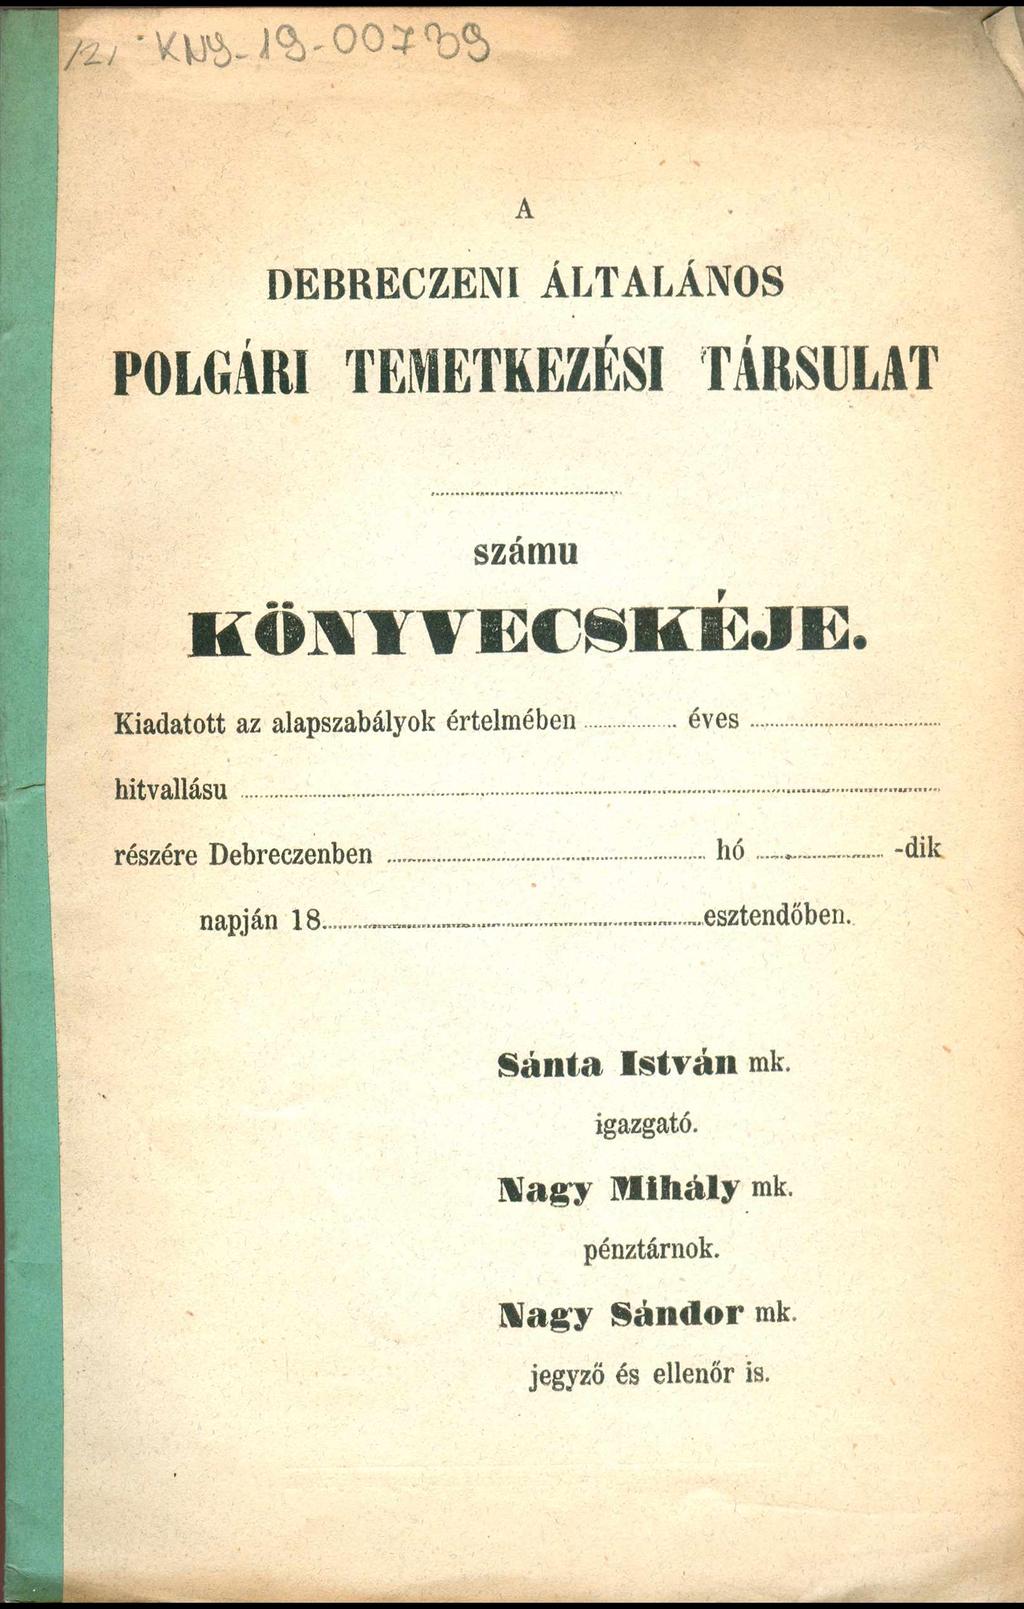 /2/ KNY-19-00739
A
DEBRECZENI ÁLTALÁNOS
POLGÁRI TEMETKEZÉSI TÁRSULAT
számu
KÖNYVECSKÉJE.
Kiadatott az alapszabályok értelmében ............ éves ............
hitvallásu ............
részére Debreczenben ............ hó ............ -dik
napján 18............esztendőben.
Sánta István mk.
igazgató.
Nagy Mihály mk.
pénztárnok.
Nagy Sándor mk.
jegyző és ellenőr is.